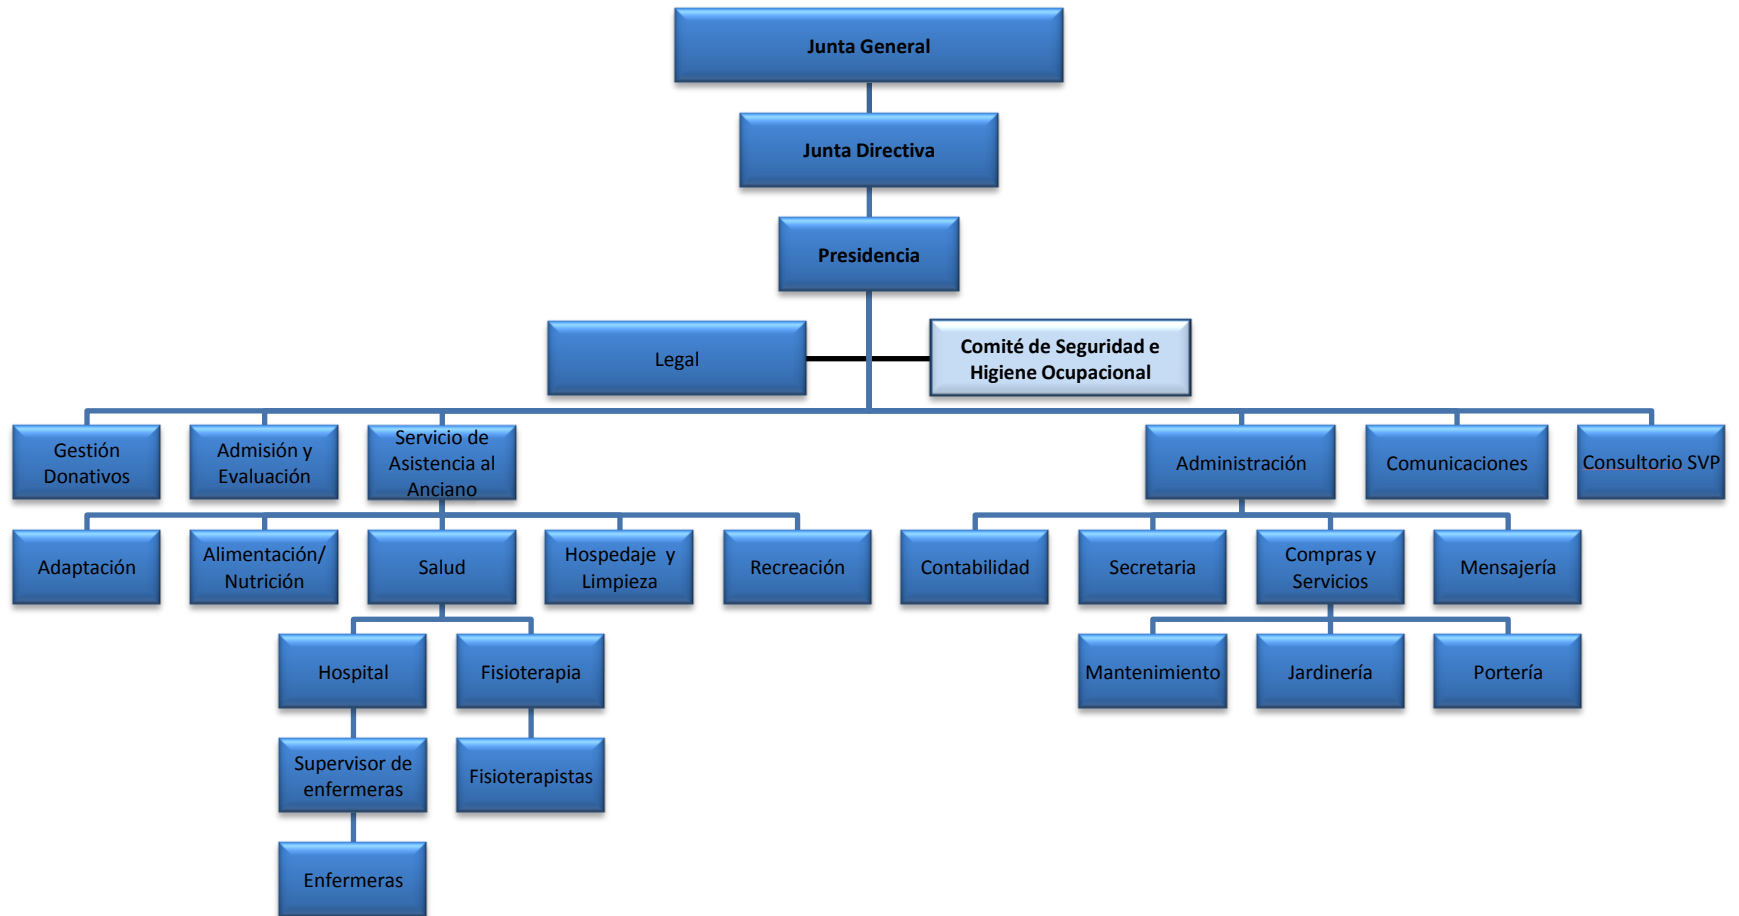 Junta General
Junta Directiva
Presidencia
Legal
Comité de Seguridad e
Higiene Ocupacional
Gestión
Donativos
Admisión y
Evaluación
Servicio de
Asistencia al
Anciano
Administración
Comunicaciones
Consultorio SVP
Adaptación
Alimentación/
Nutrición
Salud
Hospedaje y
Limpieza
Recreación
Contabilidad
Secretaria
Compras y
Servicios
Mensajería
Hospital
Fisioterapia
Mantenimiento
Jardinería
Portería
Supervisor de
enfermeras
Fisioterapistas
Enfermeras